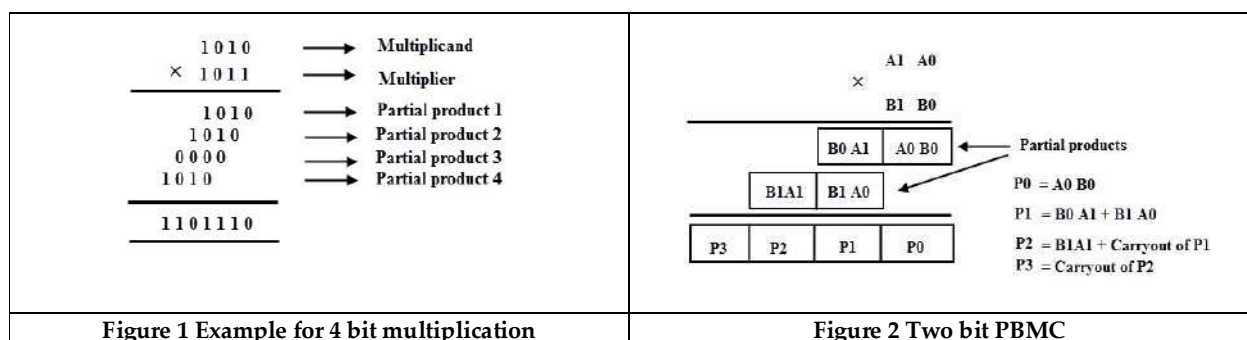 1010 Multiplicand
× 1011 Multiplier
1010 Partial product 1
1010 Partial product 2
0000 Partial product 3
1010 Partial product 4
1101110
Figure 1 Example for 4 bit multiplication
A1 A0
×
B1 B0
B0 A1 A0 B0 Partial products
B1A1 B1 A0
P3 P2 P1 P0
P0 = A0 B0
P1 = B0 A1 + B1 A0
P2 = B1A1 + Carryout of P1
P3 = Carryout of P2
Figure 2 Two bit PBMC